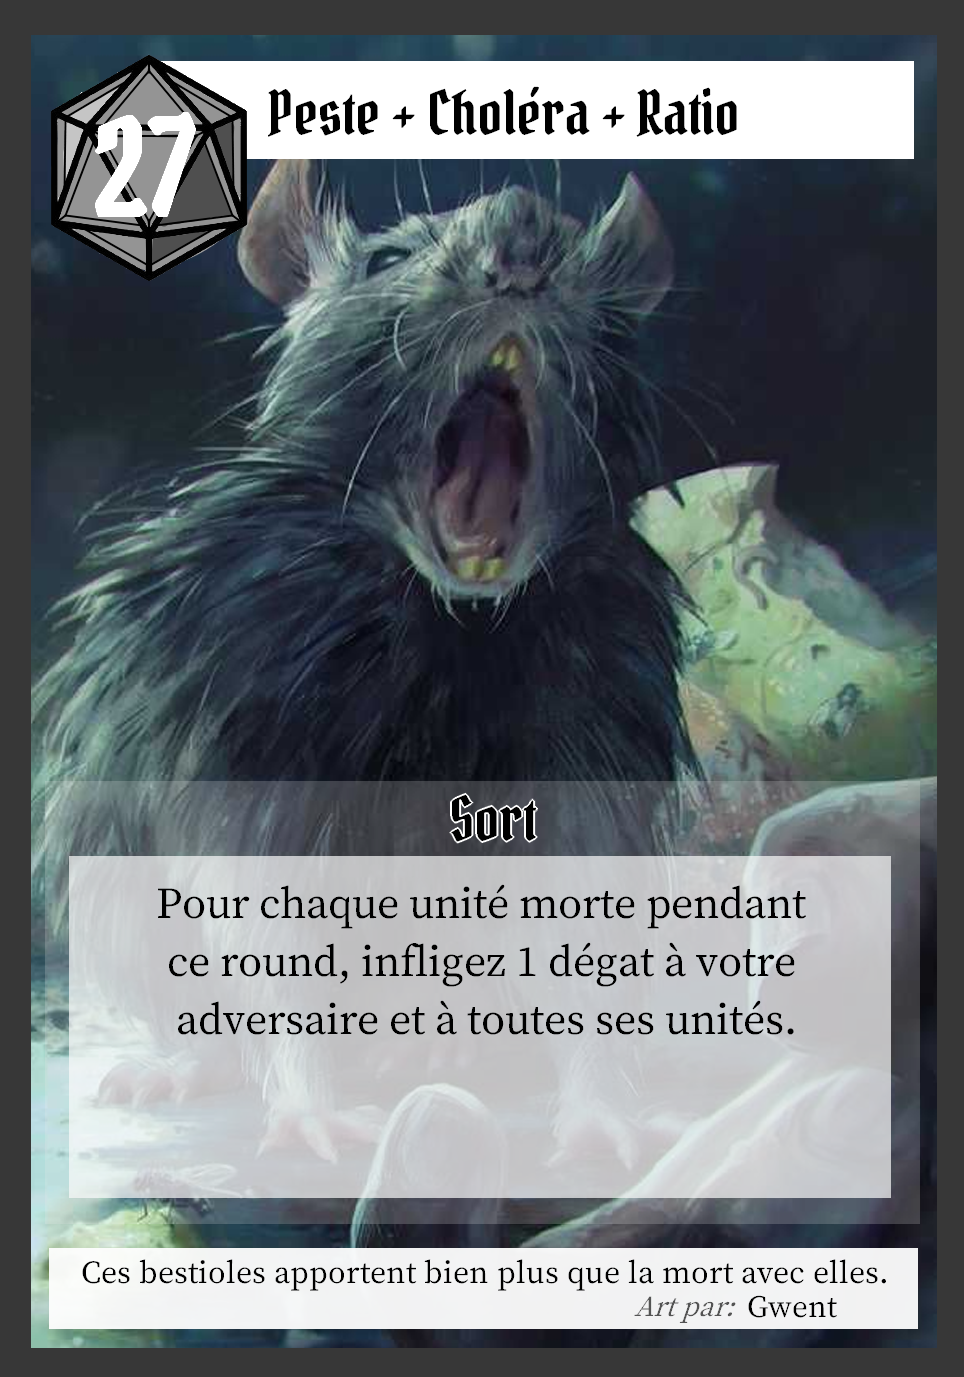 27
Peste + Choléra + Ratio
Sort
Pour chaque unité morte pendant
ce round, infligez 1 dégat à votre
adversaire et à toutes ses unités.
Ces bestioles apportent bien plus que la mort avec elles.
Art par: Gwent